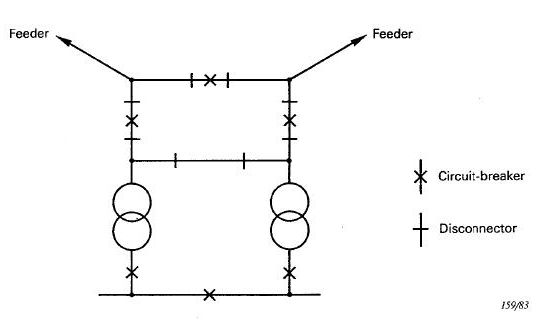 Feeder
Feeder
Circuit-breaker
Disconnector
159/83